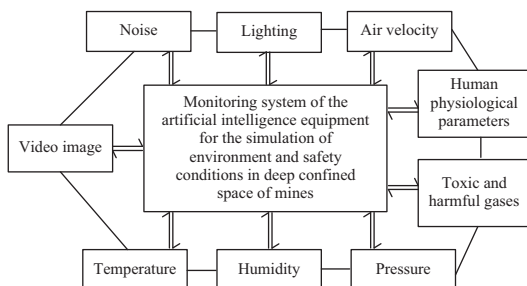 Noise
Lighting
Air velocity
Human
physiological
parameters
Monitoring system of the
artificial intelligence equipment
for the simulation of
environment and safety
conditions in deep confined
space of mines
Video image
Toxic and
harmful gases
Temperature
Humidity
Pressure